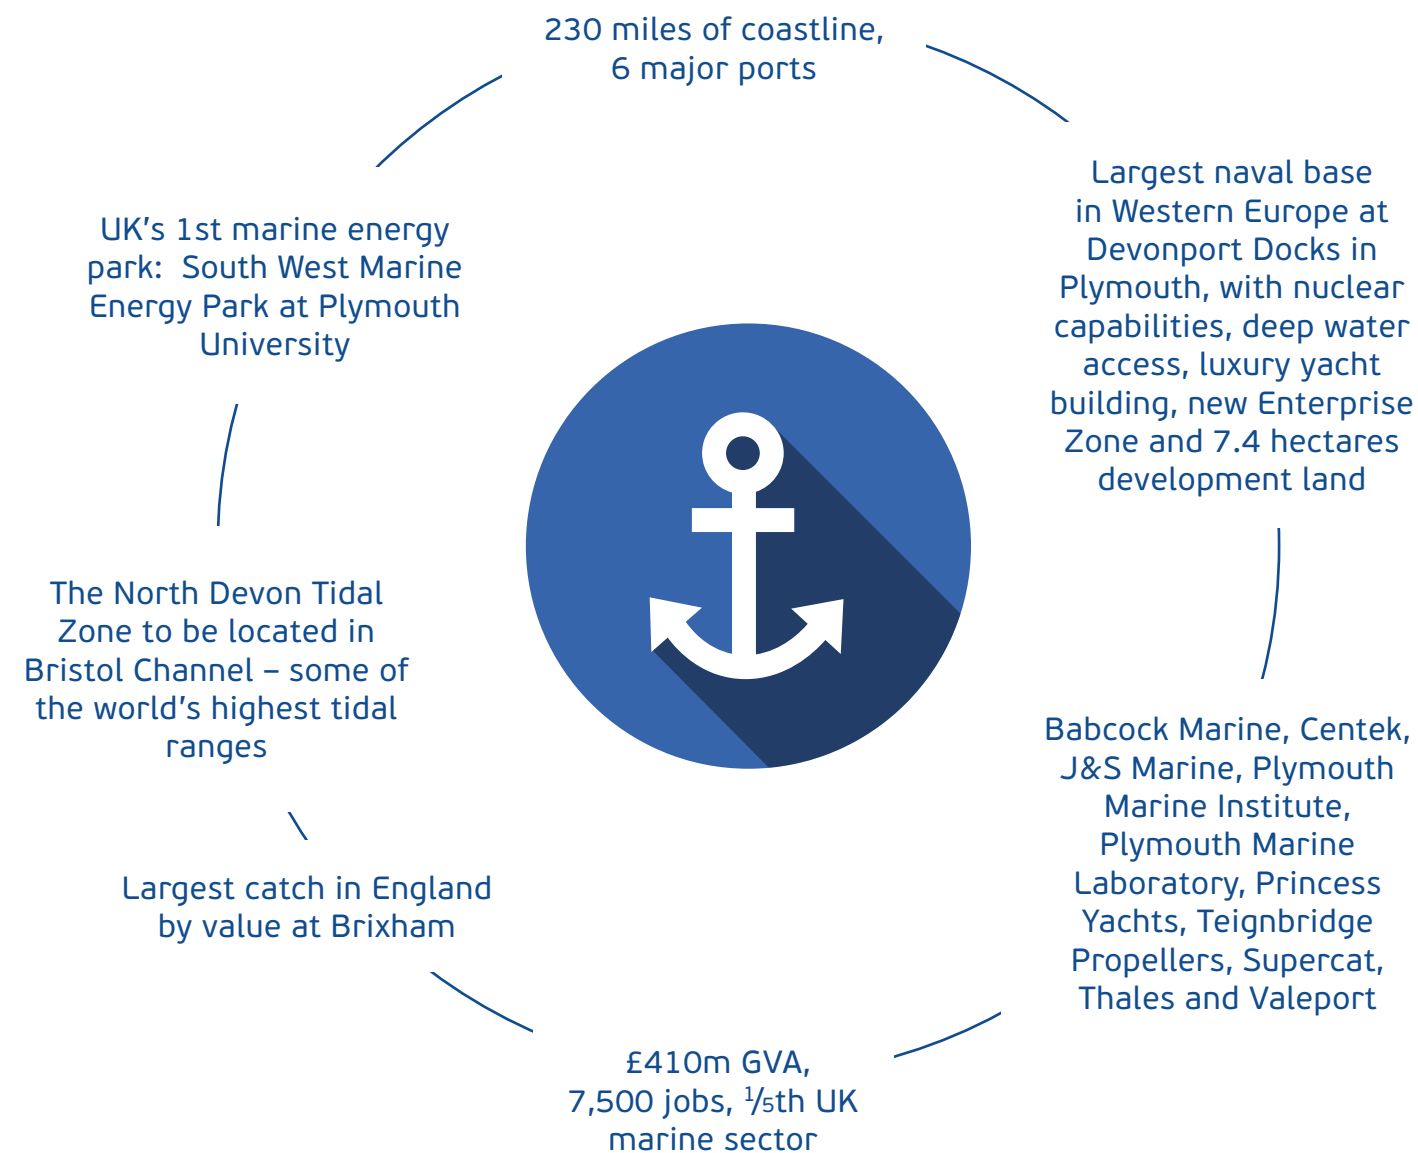 230 miles of coastline,
6 major ports
Largest naval base
in Western Europe at
Devonport Docks in
Plymouth, with nuclear
capabilities, deep water
access, luxury yacht
building, new Enterprise
Zone and 7.4 hectares
development land
Babcock Marine, Centek,
J&S Marine, Plymouth
Marine Institute,
Plymouth Marine
Laboratory, Princess
Yachts, Teignbridge
Propellers, Supercat,
Thales and Valeport
£410m GVA,
7,500 jobs, ⅕th UK
marine sector
Largest catch in England
by value at Brixham
The North Devon Tidal
Zone to be located in
Bristol Channel – some of
the world's highest tidal
ranges
UK's 1st marine energy
park:  South West Marine
Energy Park at Plymouth
University